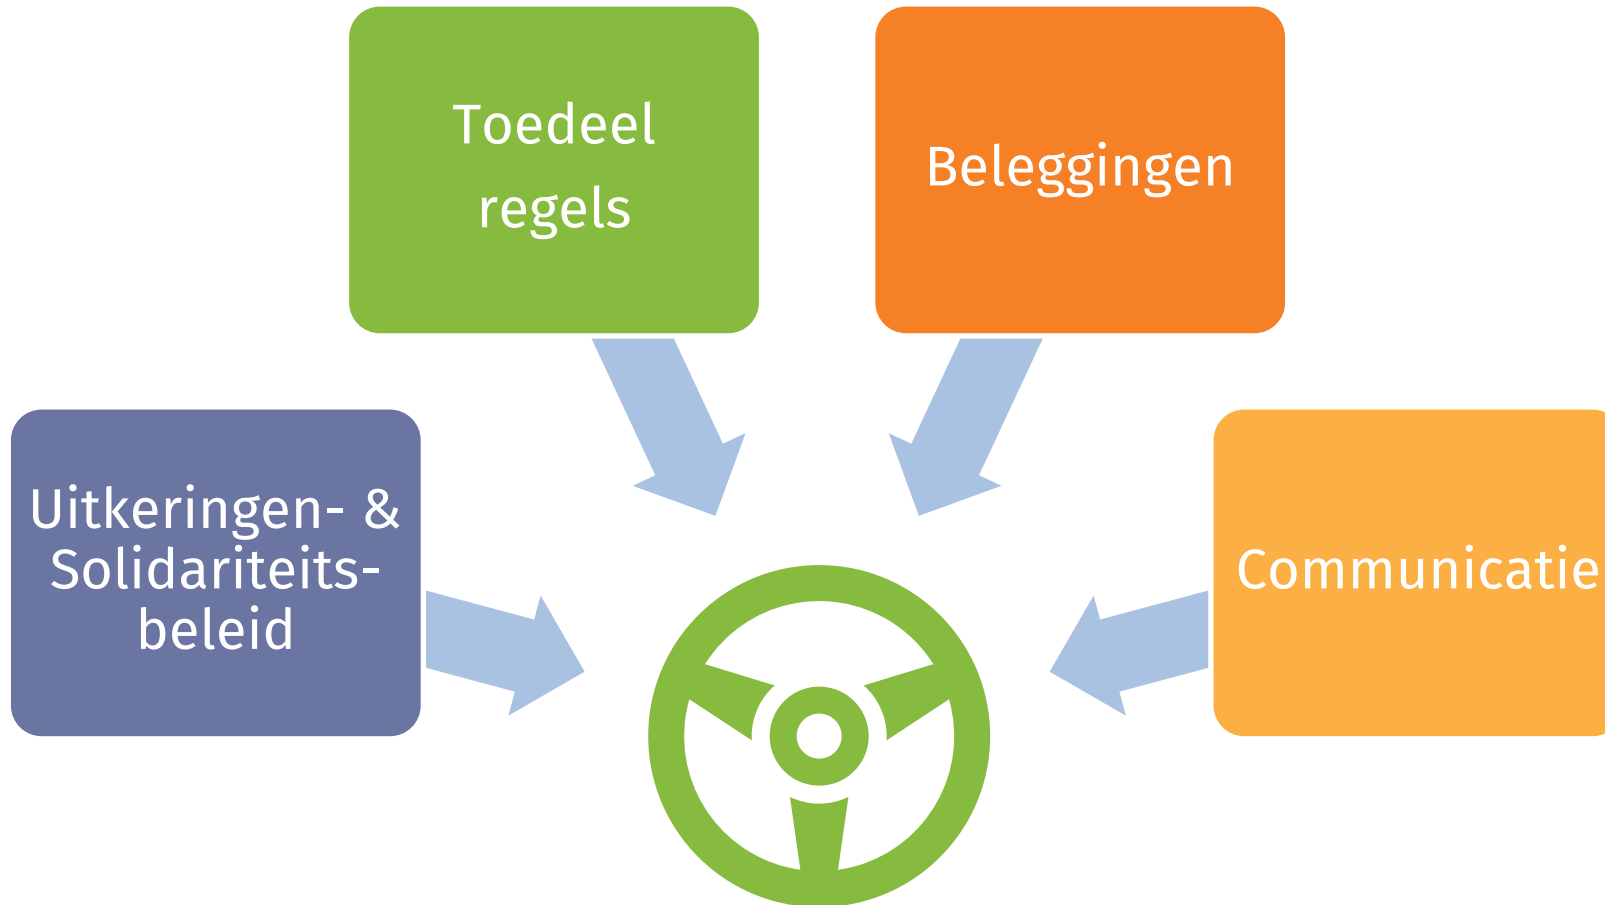 Toedeel
regels
Beleggingen
Uitkeringen- &
Solidariteits-
beleid
Communicatie